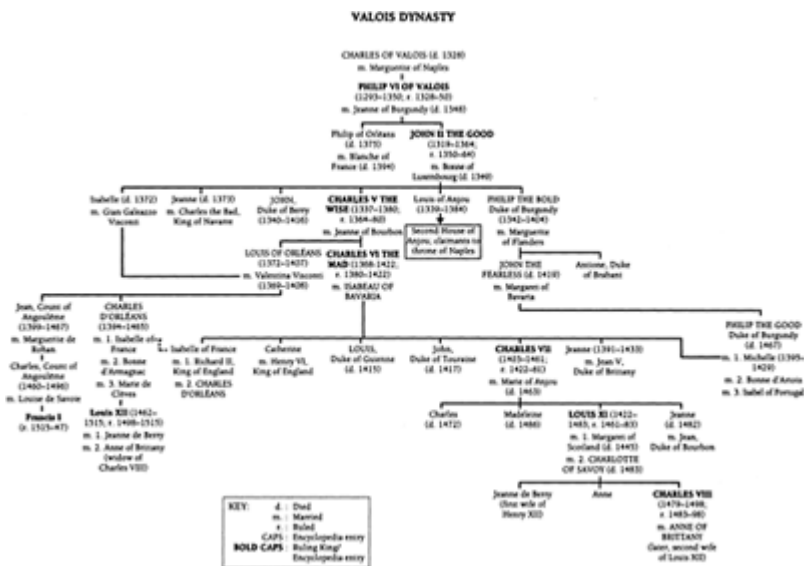 VALOIS DYNASTY
CHARLES OF VALOIS (d. 1328)
m. Marguerite of Naples
PHILIP VI OF VALOIS
(1293–1350; r. 1328–50)
m. Jeanne of Burgundy (d. 1348)
Philip of Orléans
(d. 1375)
m. Blanche of
France (d. 1394)
JOHN II THE GOOD
(1319–1364;
r. 1350–64)
m. Bonne of
Luxembourg (d. 1349)
Isabelle (d. 1372)
m. Gian Galeazzo
Visconti
Jeanne (d. 1373)
m. Charles the Bad,
King of Navarre
JOHN,
Duke of Berry
(1340–1416)
CHARLES V THE
WISE (1337–1380;
r. 1364–80)
m. Jeanne of Bourbon
Louis of Anjou
(1339–1384)
Second House of
Anjou, claimants to
throne of Naples
PHILIP THE BOLD
Duke of Burgundy
(1342–1404)
m. Marguerite
of Flanders
LOUIS OF ORLÉANS
(1372–1407)
m. Valentina Visconti
(1369–1408)
CHARLES VI THE
MAD (1368–1422;
r. 1380–1422)
m. ISABEAU OF
BAVARIA
JOHN THE
FEARLESS (d. 1419)
m. Margaret of
Bavaria
Antoine, Duke
of Brabant
Jean, Count of
Angoulême
(1399–1467)
m. Marguerite de
Rohan
Charles, Count of
Angoulême
(1460–1496)
m. Louise de Savoie
Francis I
(r. 1515–47)
CHARLES
D'ORLÉANS
(1394–1465)
m. 1. Isabelle of
France
m. 2. Bonne
d'Armagnac
m. 3. Marie de
Clèves
Louis XII (1462–
1515; r. 1498–1515)
m. 1. Jeanne de Berry
m. 2. Anne of Brittany
(widow of
Charles VIII)
Isabelle of France
m. 1. Richard II,
King of England
m. 2. CHARLES
D'ORLÉANS
Catherine
m. Henry VI,
King of England
LOUIS,
Duke of Guienne
(d. 1415)
John,
Duke of Touraine
(d. 1417)
CHARLES VII
(1403–1461;
r. 1422–61)
m. Marie of Anjou
(d. 1463)
Jeanne (1391–1433)
m. Jean V,
Duke of Brittany
PHILIP THE GOOD
Duke of Burgundy
(d. 1467)
m. 1. Michelle (1395–
1429)
m. 2. Bonne d'Artois
m. 3. Isabel of Portugal
Charles
(d. 1472)
Madeleine
(d. 1486)
LOUIS XI (1422–
1483; r. 1461–83)
m. 1. Margaret of
Scotland (d. 1445)
m. 2. CHARLOTTE
OF SAVOY (d. 1483)
Jeanne
(d. 1482)
m. Jean,
Duke of Bourbon
Jeanne de Berry
(first wife of
Henry XII)
Anne
CHARLES VIII
(1470–1498;
r. 1483–98)
m. ANNE OF
BRITTANY
(later, second wife
of Louis XII)
KEY: d. : Died
m. : Married
r. : Ruled
CAPS : Encyclopedia entry
BOLD CAPS : Ruling King/
Encyclopedia entry